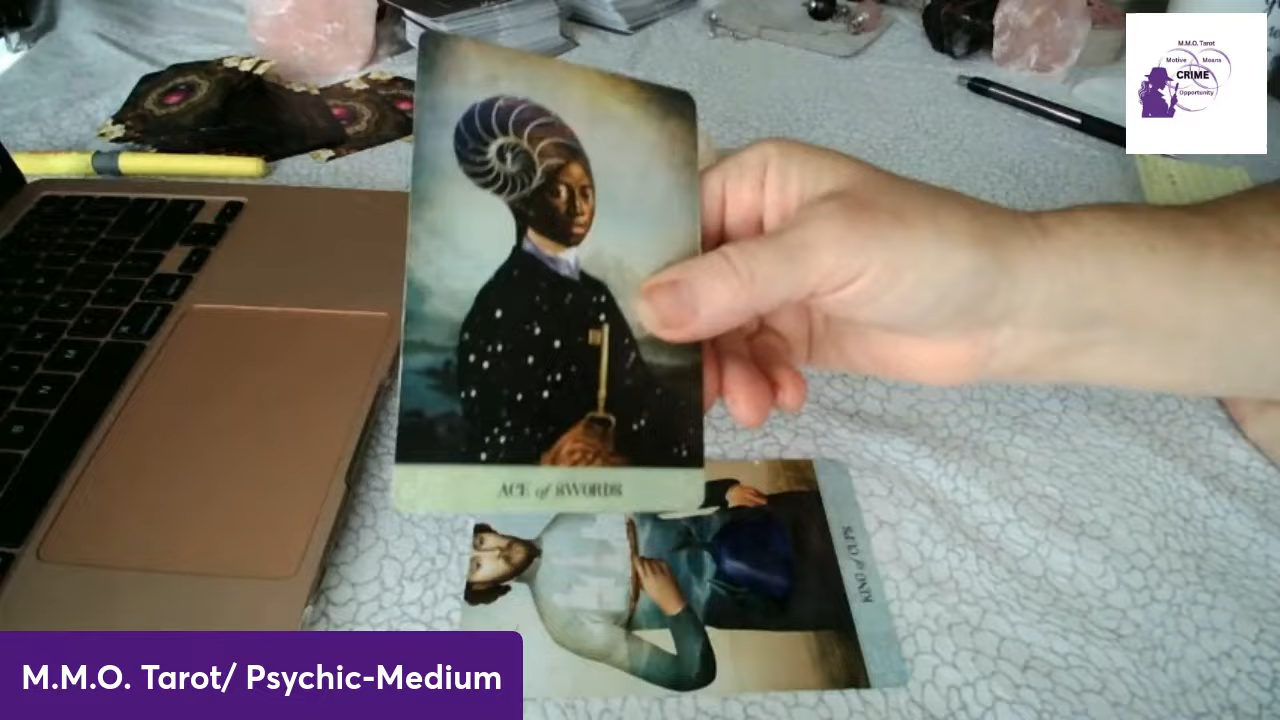 M.M.O. Tarot
Motive Means
CRIME
Opportunity
ACE of SWORDS
KING of CUPS
M.M.O. Tarot/ Psychic-Medium